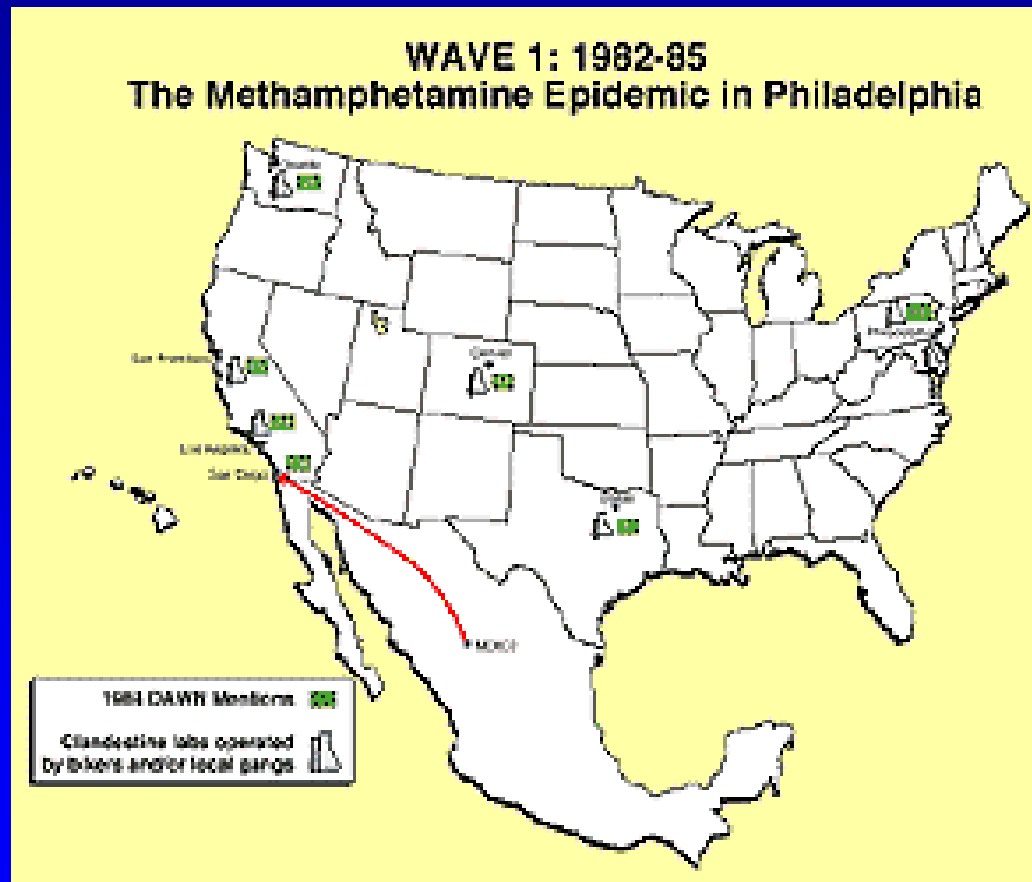 WAVE 1: 1982-85
The Methamphetamine Epidemic in Philadelphia
Seattle
San Francisco
Denver
Philadelphia
Los Angeles
San Diego
Dallas
MEXICO
1984 DAWN Mentions
Clandestine labs operated
by bikers and/or local gangs